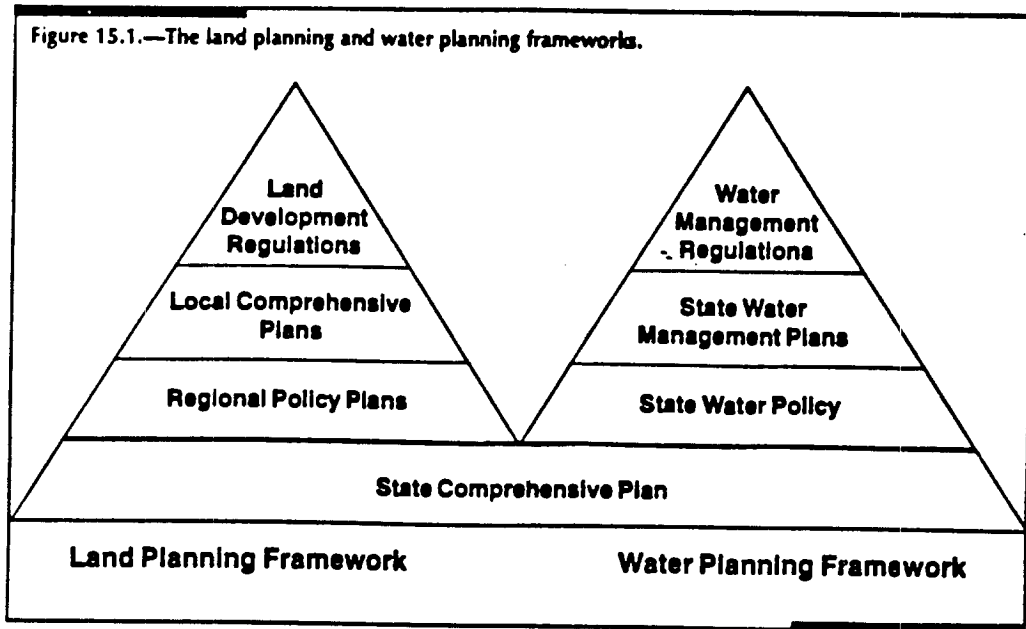 Figure 15.1.—The land planning and water planning frameworks.
Land
Development
Regulations
Local Comprehensive
Plans
Regional Policy Plans
Water
Management
Regulations
State Water
Management Plans
State Water Policy
State Comprehensive Plan
Land Planning Framework
Water Planning Framework